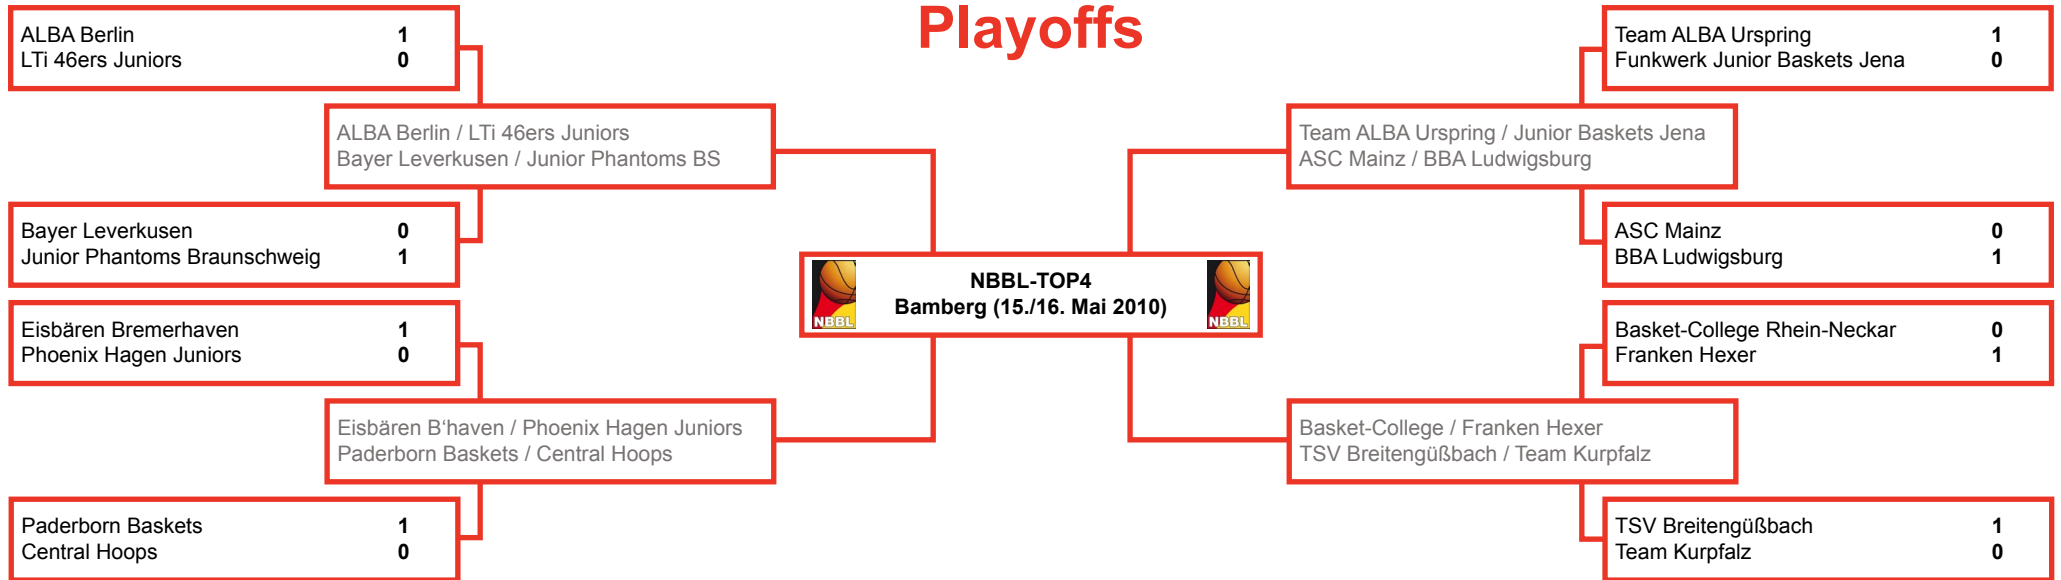 Playoffs
ALBA Berlin 1
LTi 46ers Juniors 0
ALBA Berlin / LTi 46ers Juniors
Bayer Leverkusen / Junior Phantoms BS
Bayer Leverkusen 0
Junior Phantoms Braunschweig 1
Eisbären Bremerhaven 1
Phoenix Hagen Juniors 0
Eisbären B‘haven / Phoenix Hagen Juniors
Paderborn Baskets / Central Hoops
Paderborn Baskets 1
Central Hoops 0
NBBL
NBBL-TOP4
Bamberg (15./16. Mai 2010)
NBBL
Team ALBA Urspring 1
Funkwerk Junior Baskets Jena 0
Team ALBA Urspring / Junior Baskets Jena
ASC Mainz / BBA Ludwigsburg
ASC Mainz 0
BBA Ludwigsburg 1
Basket-College Rhein-Neckar 0
Franken Hexer 1
Basket-College / Franken Hexer
TSV Breitengüßbach / Team Kurpfalz
TSV Breitengüßbach 1
Team Kurpfalz 0